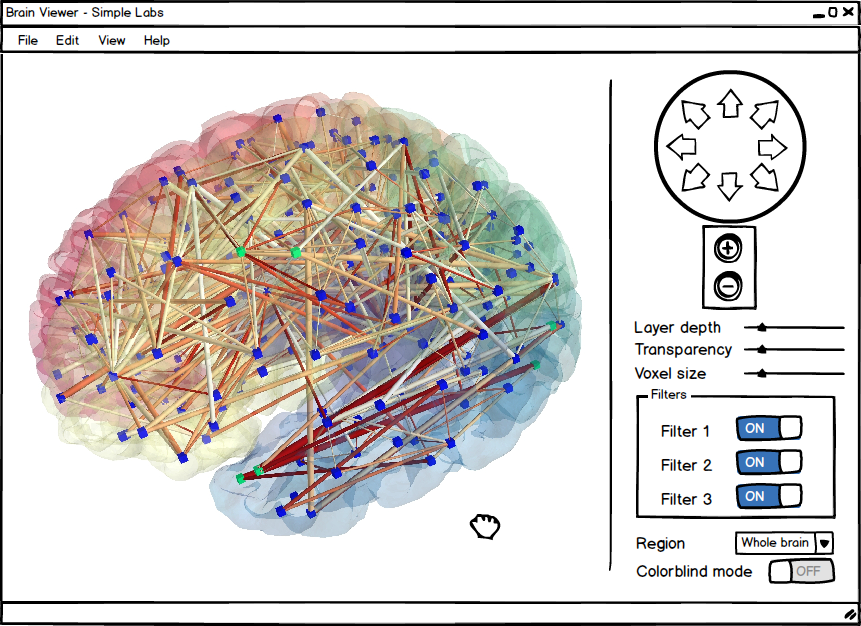 Brain Viewer - Simple Labs
File Edit View Help
Layer depth
Transparency
Voxel size
Filters
Filter 1 ON
Filter 2 ON
Filter 3 ON
Region Whole brain
Colorblind mode OFF